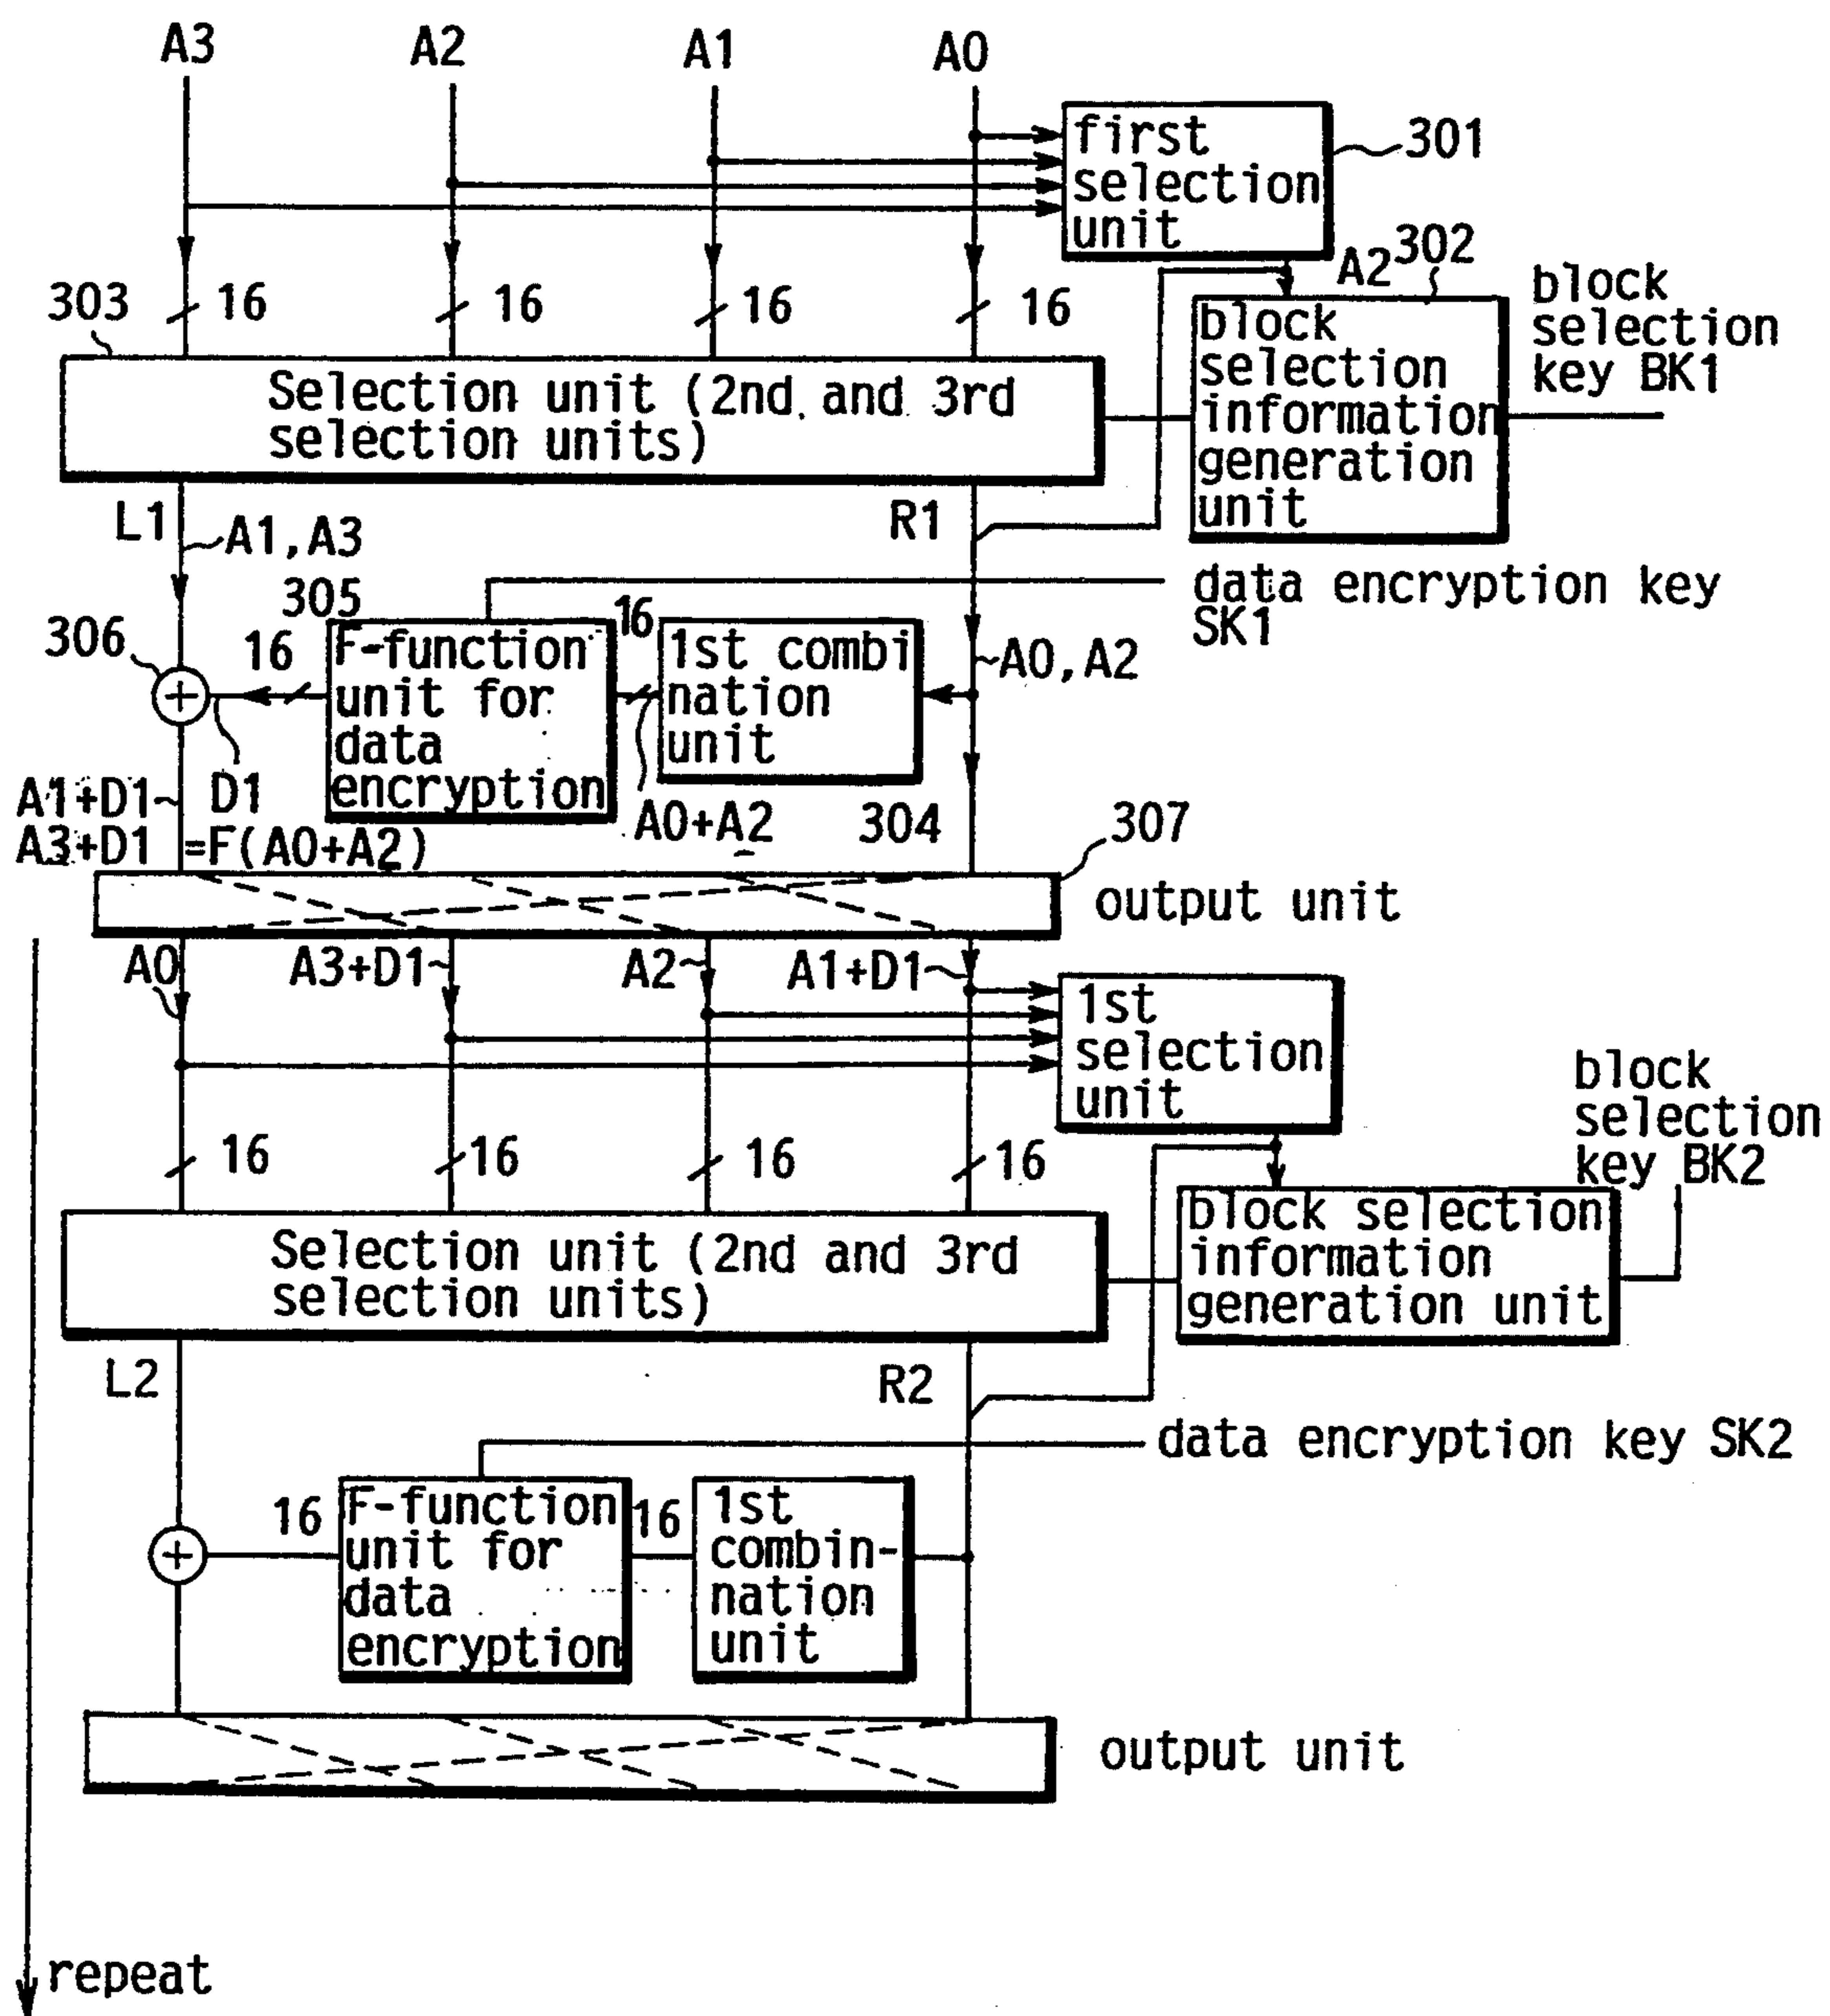 A3 A2 A1 A0
first
selection
unit
301
A2
302
303
16 16 16 16
block
selection
key BK1
block
selection
information
generation
unit
Selection unit (2nd and 3rd
selection units)
L1
A1,A3
R1
data encryption key
SK1
305
306
16
F-function
unit for
data
encryption
16
1st combi
nation
unit
A0,A2
A1+D1
A3+D1
D1
=F(A0+A2)
A0+A2
304
307
output unit
A0 A3+D1 A2 A1+D1
1st
selection
unit
16 16 16 16
block
selection
key BK2
block selection
information
generation unit
Selection unit (2nd and 3rd
selection units)
L2
R2
data encryption key SK2
16
F-function
unit for
data
encryption
16
1st
combin-
nation
unit
output unit
repeat